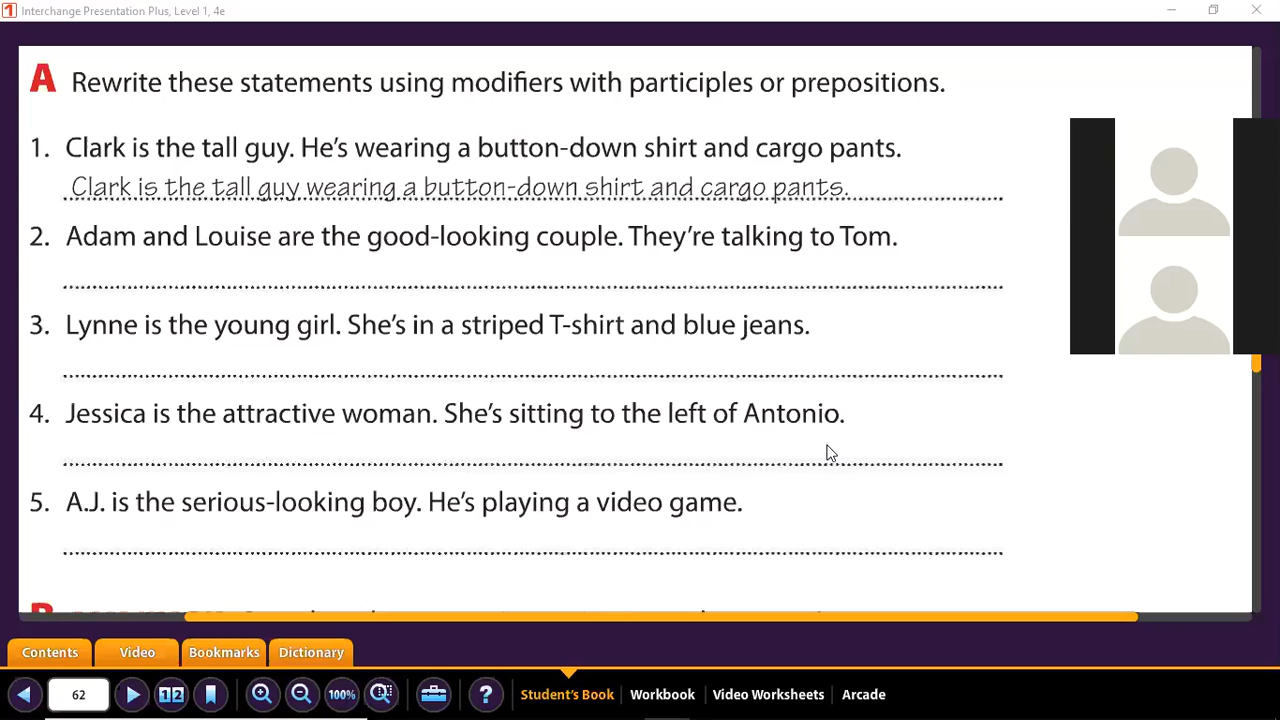 Interchange Presentation Plus, Level 1, 4e
A Rewrite these statements using modifiers with participles or prepositions.
1. Clark is the tall guy. He's wearing a button-down shirt and cargo pants.
Clark is the tall guy wearing a button-down shirt and cargo pants.
2. Adam and Louise are the good-looking couple. They're talking to Tom.
3. Lynne is the young girl. She's in a striped T-shirt and blue jeans.
4. Jessica is the attractive woman. She's sitting to the left of Antonio.
5. A.J. is the serious-looking boy. He's playing a video game.
Contents Video Bookmarks Dictionary
62 12 100% ? Student's Book Workbook Video Worksheets Arcade